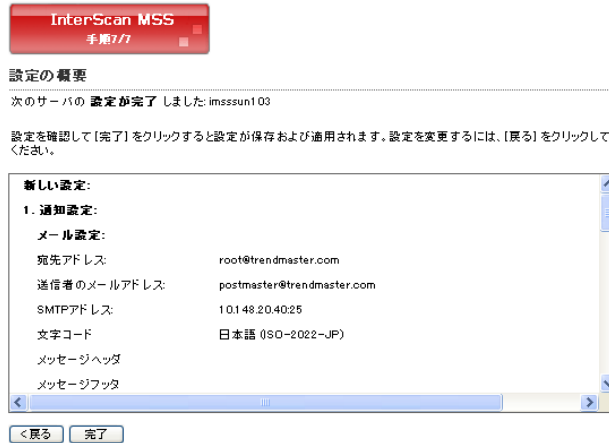 InterScan MSS
手順7/7
設定の概要
次のサーバの 設定が完了 しました: imsssun103
設定を確認して [完了] をクリックすると設定が保存および適用されます。設定を変更するには、[戻る] をクリックして
ください。
新しい設定:
1. 通知設定:
メール設定:
宛先アドレス: root@trendmaster.com
送信者のメールアドレス: postmaster@trendmaster.com
SMTPアドレス: 10.148.20.40:25
文字コード 日本語 (ISO-2022-JP)
メッセージヘッダ
メッセージフッタ
<戻る 完了